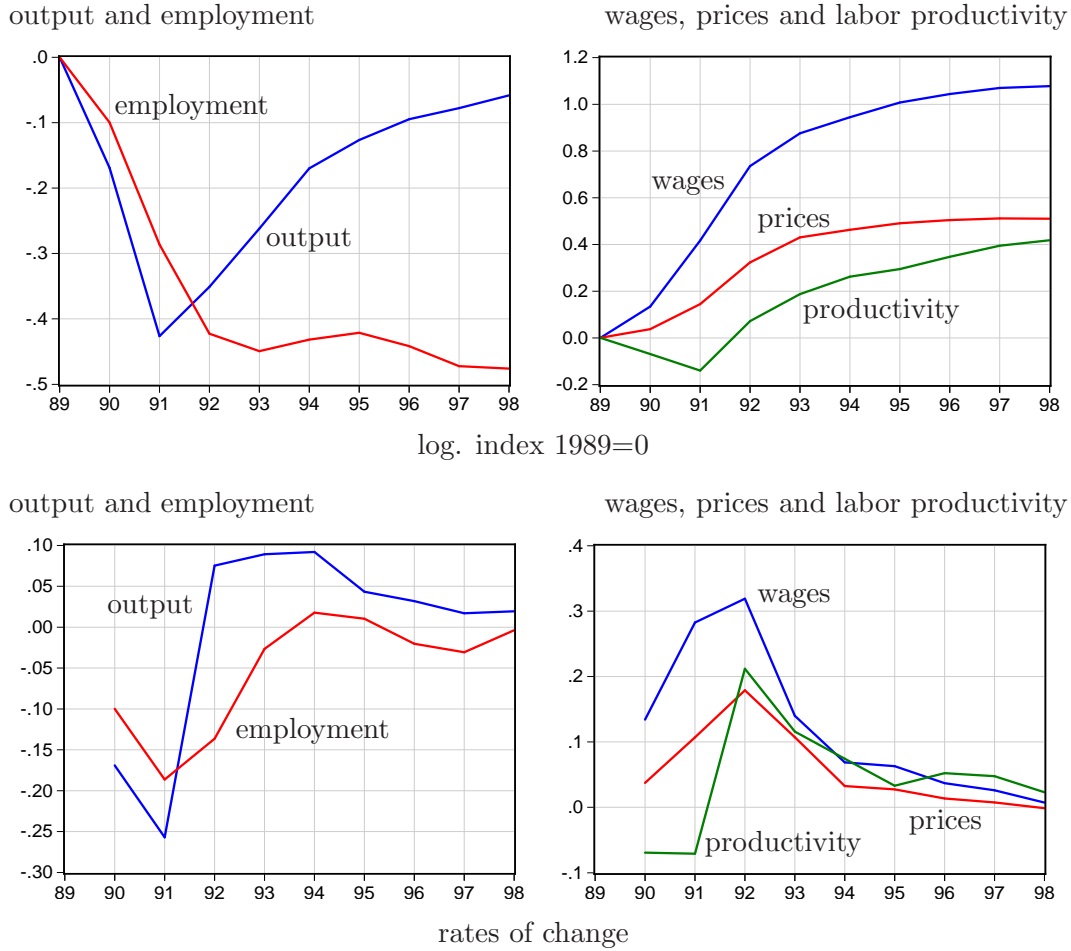 output and employment
wages, prices and labor productivity
.0
-.1
-.2
-.3
-.4
-.5
employment
output
89 90 91 92 93 94 95 96 97 98
1.2
1.0
0.8
0.6
0.4
0.2
0.0
-0.2
wages
prices
productivity
89 90 91 92 93 94 95 96 97 98
log. index 1989=0
output and employment
wages, prices and labor productivity
.10
.05
.00
-.05
-.10
-.15
-.20
-.25
-.30
output
employment
89 90 91 92 93 94 95 96 97 98
.4
.3
.2
.1
.0
-.1
wages
prices
productivity
89 90 91 92 93 94 95 96 97 98
rates of change